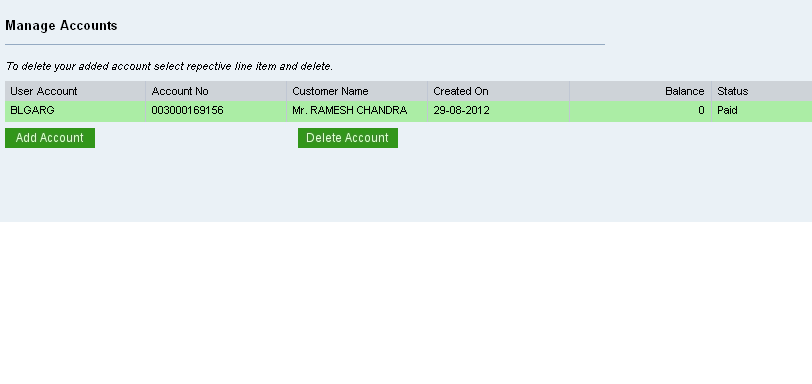 Manage Accounts
To delete your added account select repective line item and delete.
User Account Account No Customer Name Created On Balance Status
BLGARG 003000169156 Mr. RAMESH CHANDRA 29-08-2012 0 Paid
Add Account Delete Account